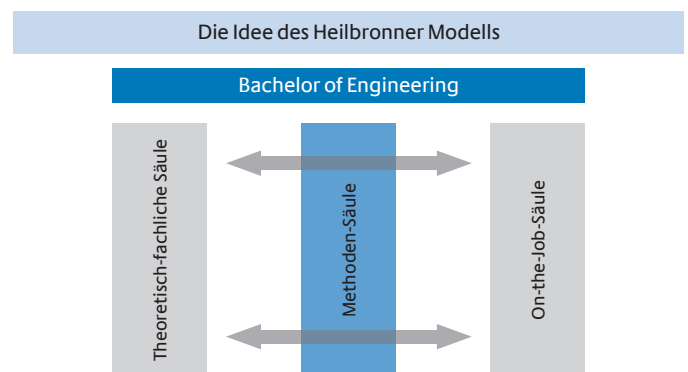 Die Idee des Heilbronner Modells
Bachelor of Engineering
Theoretisch-fachliche Säule
Methoden-Säule
On-the-Job-Säule